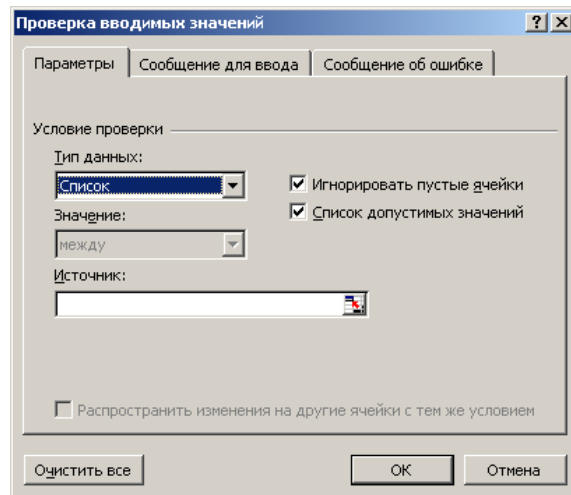 Проверка вводимых значений
Параметры Сообщение для ввода Сообщение об ошибке
Условие проверки
Тип данных:
Список
Игнорировать пустые ячейки
Значение:
Список допустимых значений
между
Источник:
Распространить изменения на другие ячейки с тем же условием
Очистить все ОК Отмена